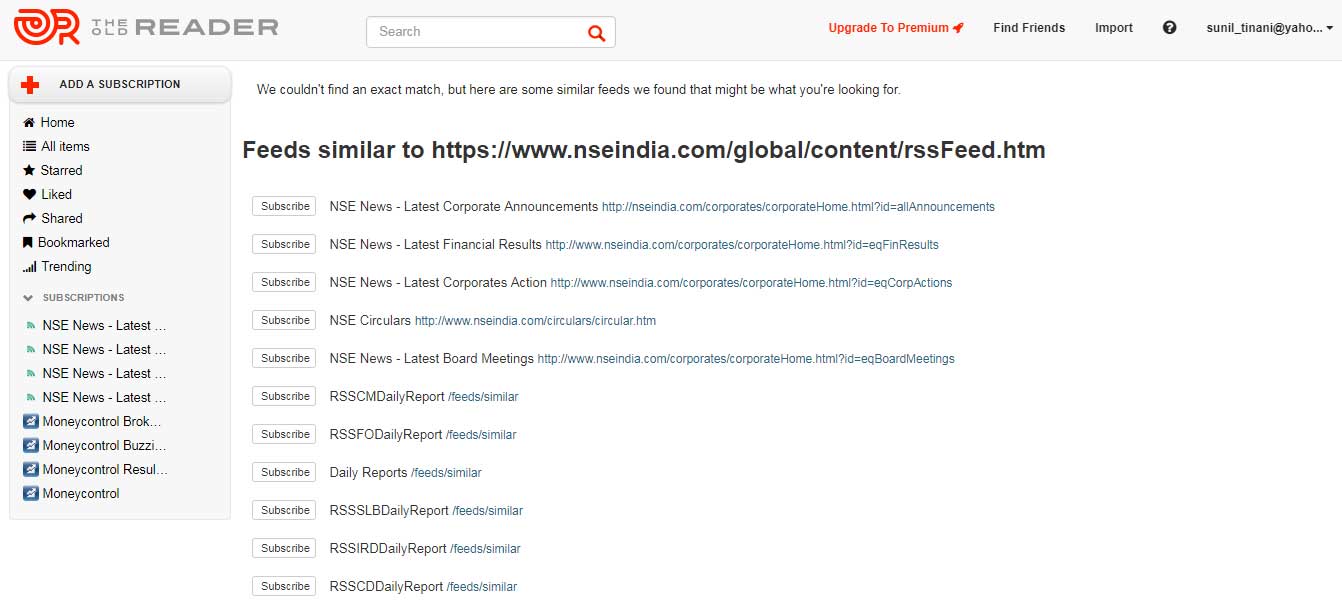 THE OLD READER
Search
Upgrade To Premium
Find Friends
Import
sunil_tinani@yaho...
ADD A SUBSCRIPTION
Home
All items
Starred
Liked
Shared
Bookmarked
Trending
SUBSCRIPTIONS
NSE News - Latest ...
NSE News - Latest ...
NSE News - Latest ...
NSE News - Latest ...
Moneycontrol Brok...
Moneycontrol Buzzi...
Moneycontrol Resul...
Moneycontrol
We couldn't find an exact match, but here are some similar feeds we found that might be what you're looking for.
Feeds similar to https://www.nseindia.com/global/content/rssFeed.htm
Subscribe NSE News - Latest Corporate Announcements http://nseindia.com/corporates/corporateHome.html?id=allAnnouncements
Subscribe NSE News - Latest Financial Results http://www.nseindia.com/corporates/corporateHome.html?id=eqFinResults
Subscribe NSE News - Latest Corporates Action http://www.nseindia.com/corporates/corporateHome.html?id=eqCorpActions
Subscribe NSE Circulars http://www.nseindia.com/circulars/circular.htm
Subscribe NSE News - Latest Board Meetings http://www.nseindia.com/corporates/corporateHome.html?id=eqBoardMeetings
Subscribe RSSCMDailyReport /feeds/similar
Subscribe RSSFODailyReport /feeds/similar
Subscribe Daily Reports /feeds/similar
Subscribe RSSSLBDailyReport /feeds/similar
Subscribe RSSIRDDailyReport /feeds/similar
Subscribe RSSCDDailyReport /feeds/similar